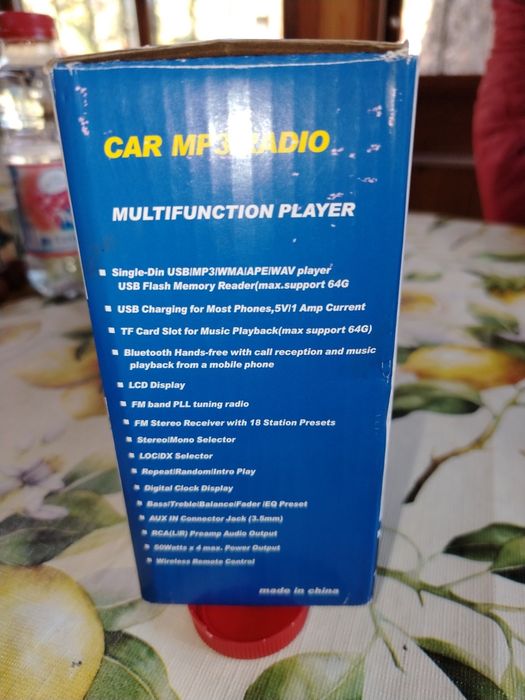 CAR MP3 RADIO
MULTIFUNCTION PLAYER
Single-Din USB|MP3|WMA|APE|WAV player
USB Flash Memory Reader(max.support 64G
USB Charging for Most Phones,5V|1 Amp Current
TF Card Slot for Music Playback(max support 64G)
Bluetooth Hands-free with call reception and music
playback from a mobile phone
LCD Display
FM band PLL tuning radio
FM Stereo Receiver with 18 Station Presets
Stereo|Mono Selector
LOC|DX Selector
Repeat|Random|Intro Play
Digital Clock Display
Bass|Treble|Balance|Fader |EQ Preset
AUX IN Connector Jack (3.5mm)
RCA(L|R) Preamp Audio Output
50Watts x 4 max. Power Output
Wireless Remote Control
made in china